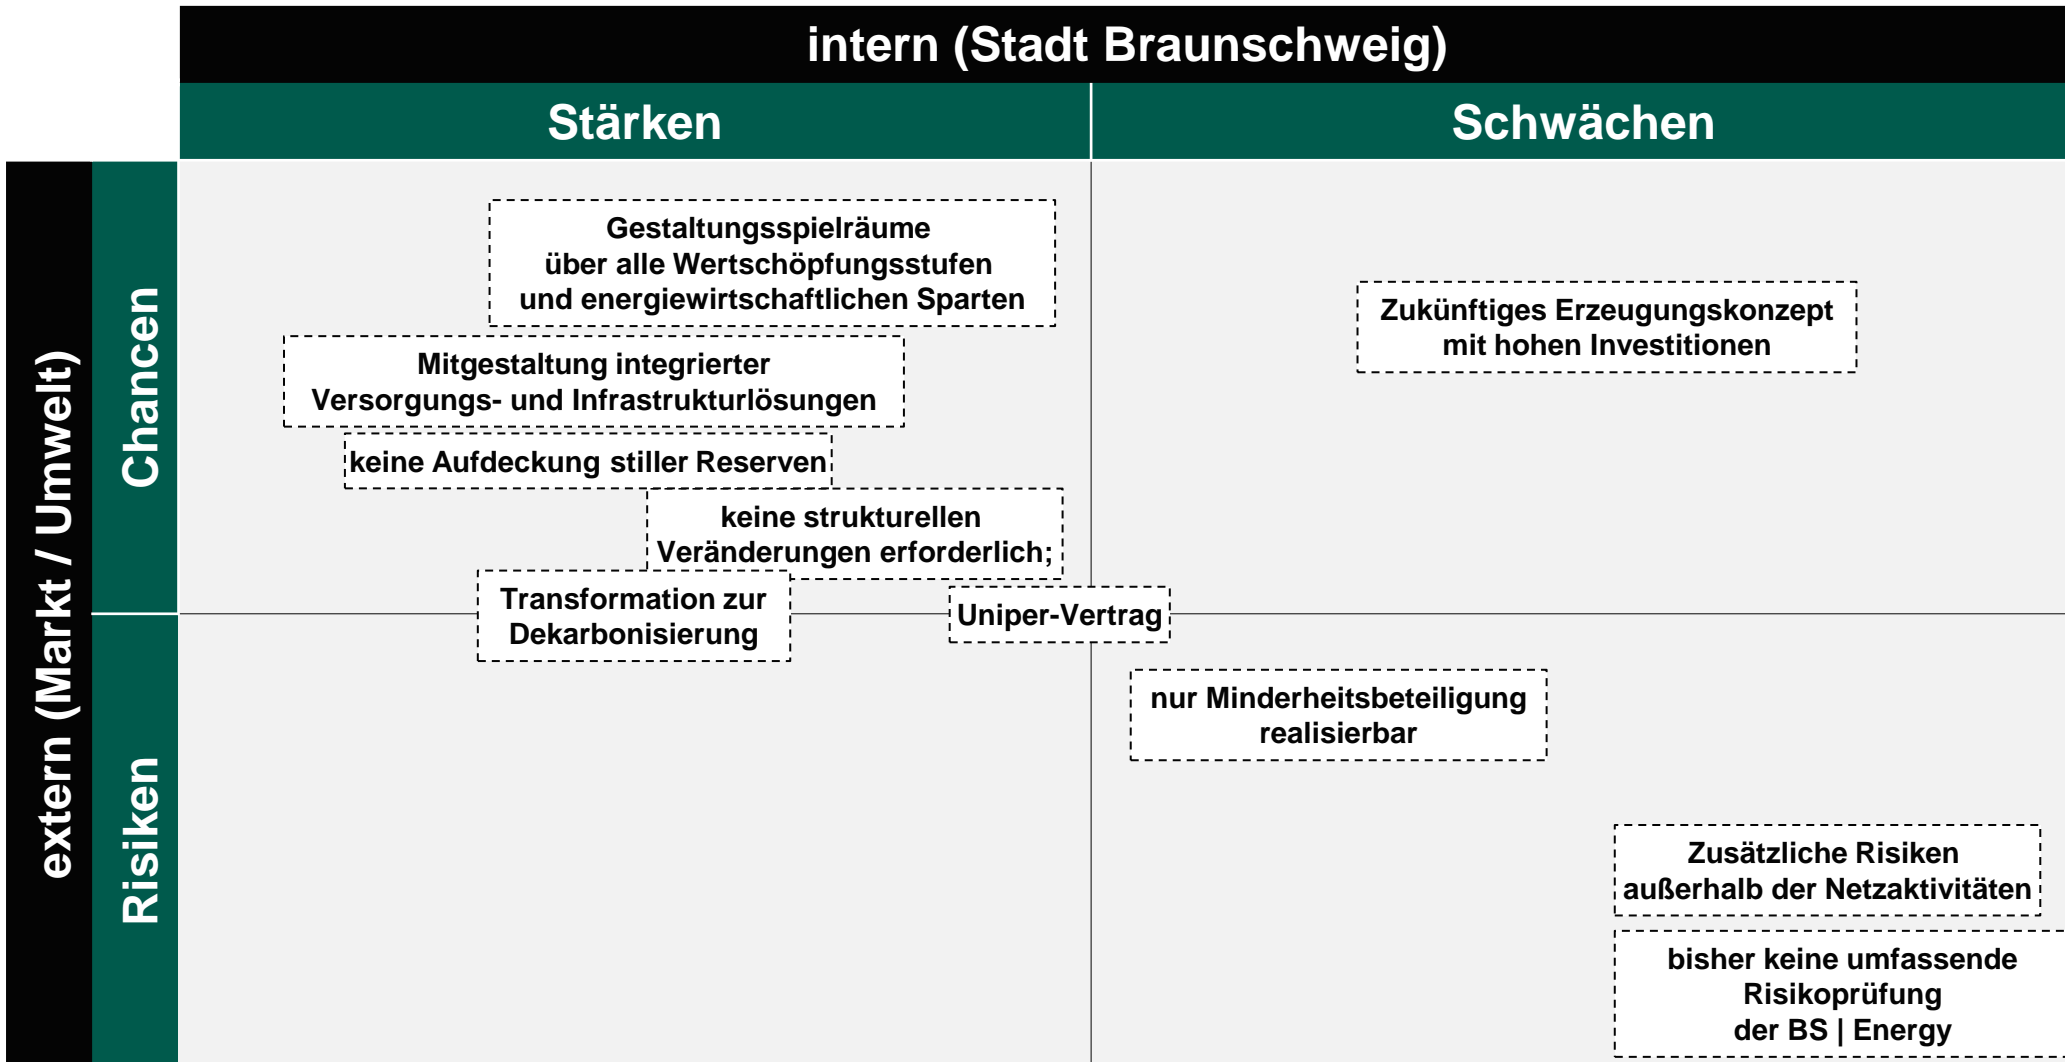 intern (Stadt Braunschweig)
Stärken
Schwächen
extern (Markt / Umwelt)
Chancen
Gestaltungsspielräume
über alle Wertschöpfungsstufen
und energiewirtschaftlichen Sparten
Mitgestaltung integrierter
Versorgungs- und Infrastrukturlösungen
keine Aufdeckung stiller Reserven
keine strukturellen
Veränderungen erforderlich;
Transformation zur
Dekarbonisierung
Uniper-Vertrag
Zukünftiges Erzeugungskonzept
mit hohen Investitionen
Risiken
nur Minderheitsbeteiligung
realisierbar
Zusätzliche Risiken
außerhalb der Netzaktivitäten
bisher keine umfassende
Risikoprüfung
der BS | Energy